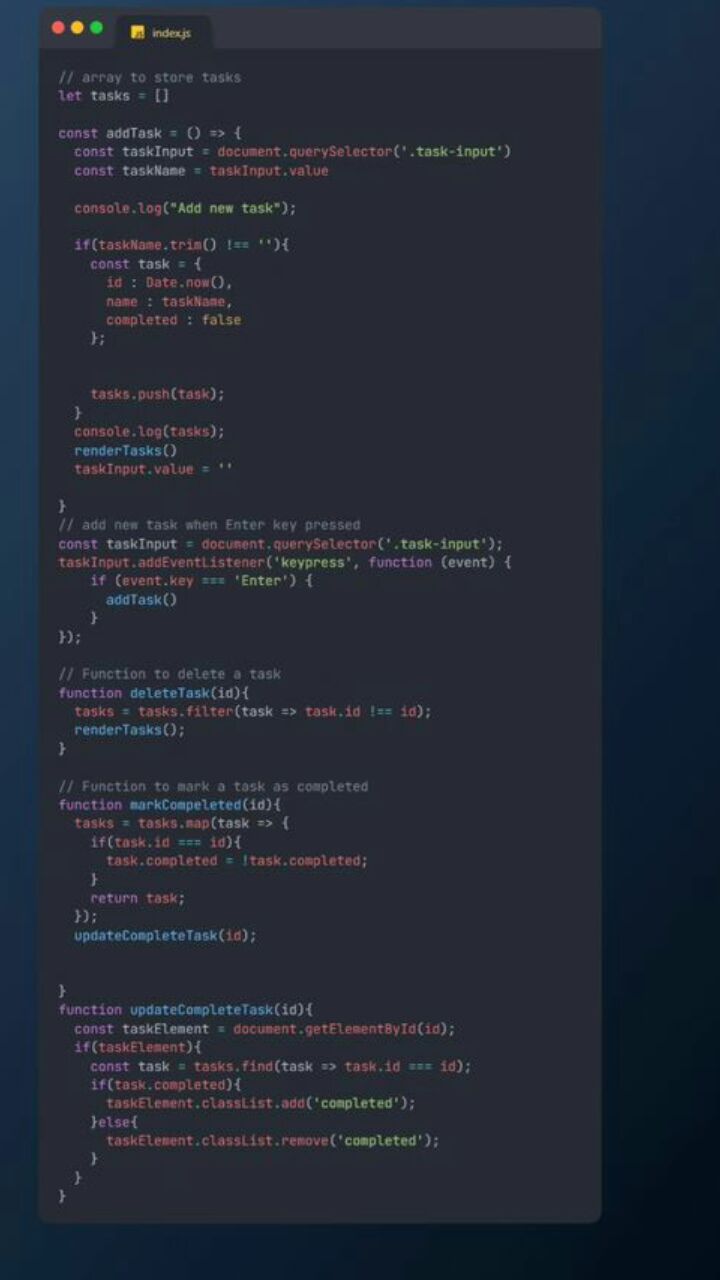 index.js
// array to store tasks
let tasks = []
const addTask = () => {
const taskInput = document.querySelector('.task-input')
const taskName = taskInput.value
console.log("Add new task");
if(taskName.trim() !== ''){
const task = {
id : Date.now(),
name : taskName,
completed : false
};
tasks.push(task);
}
console.log(tasks);
renderTasks()
taskInput.value = ''
}
// add new task when Enter key pressed
const taskInput = document.querySelector('.task-input');
taskInput.addEventListener('keypress', function (event) {
if (event.key === 'Enter') {
addTask()
}
});
// Function to delete a task
function deleteTask(id){
tasks = tasks.filter(task => task.id !== id);
renderTasks();
}
// Function to mark a task as completed
function markCompeleted(id){
tasks = tasks.map(task => {
if(task.id === id){
task.completed = !task.completed;
}
return task;
});
updateCompleteTask(id);
}
function updateCompleteTask(id){
const taskElement = document.getElementById(id);
if(taskElement){
const task = tasks.find(task => task.id === id);
if(task.completed){
taskElement.classList.add('completed');
}else{
taskElement.classList.remove('completed');
}
}
}